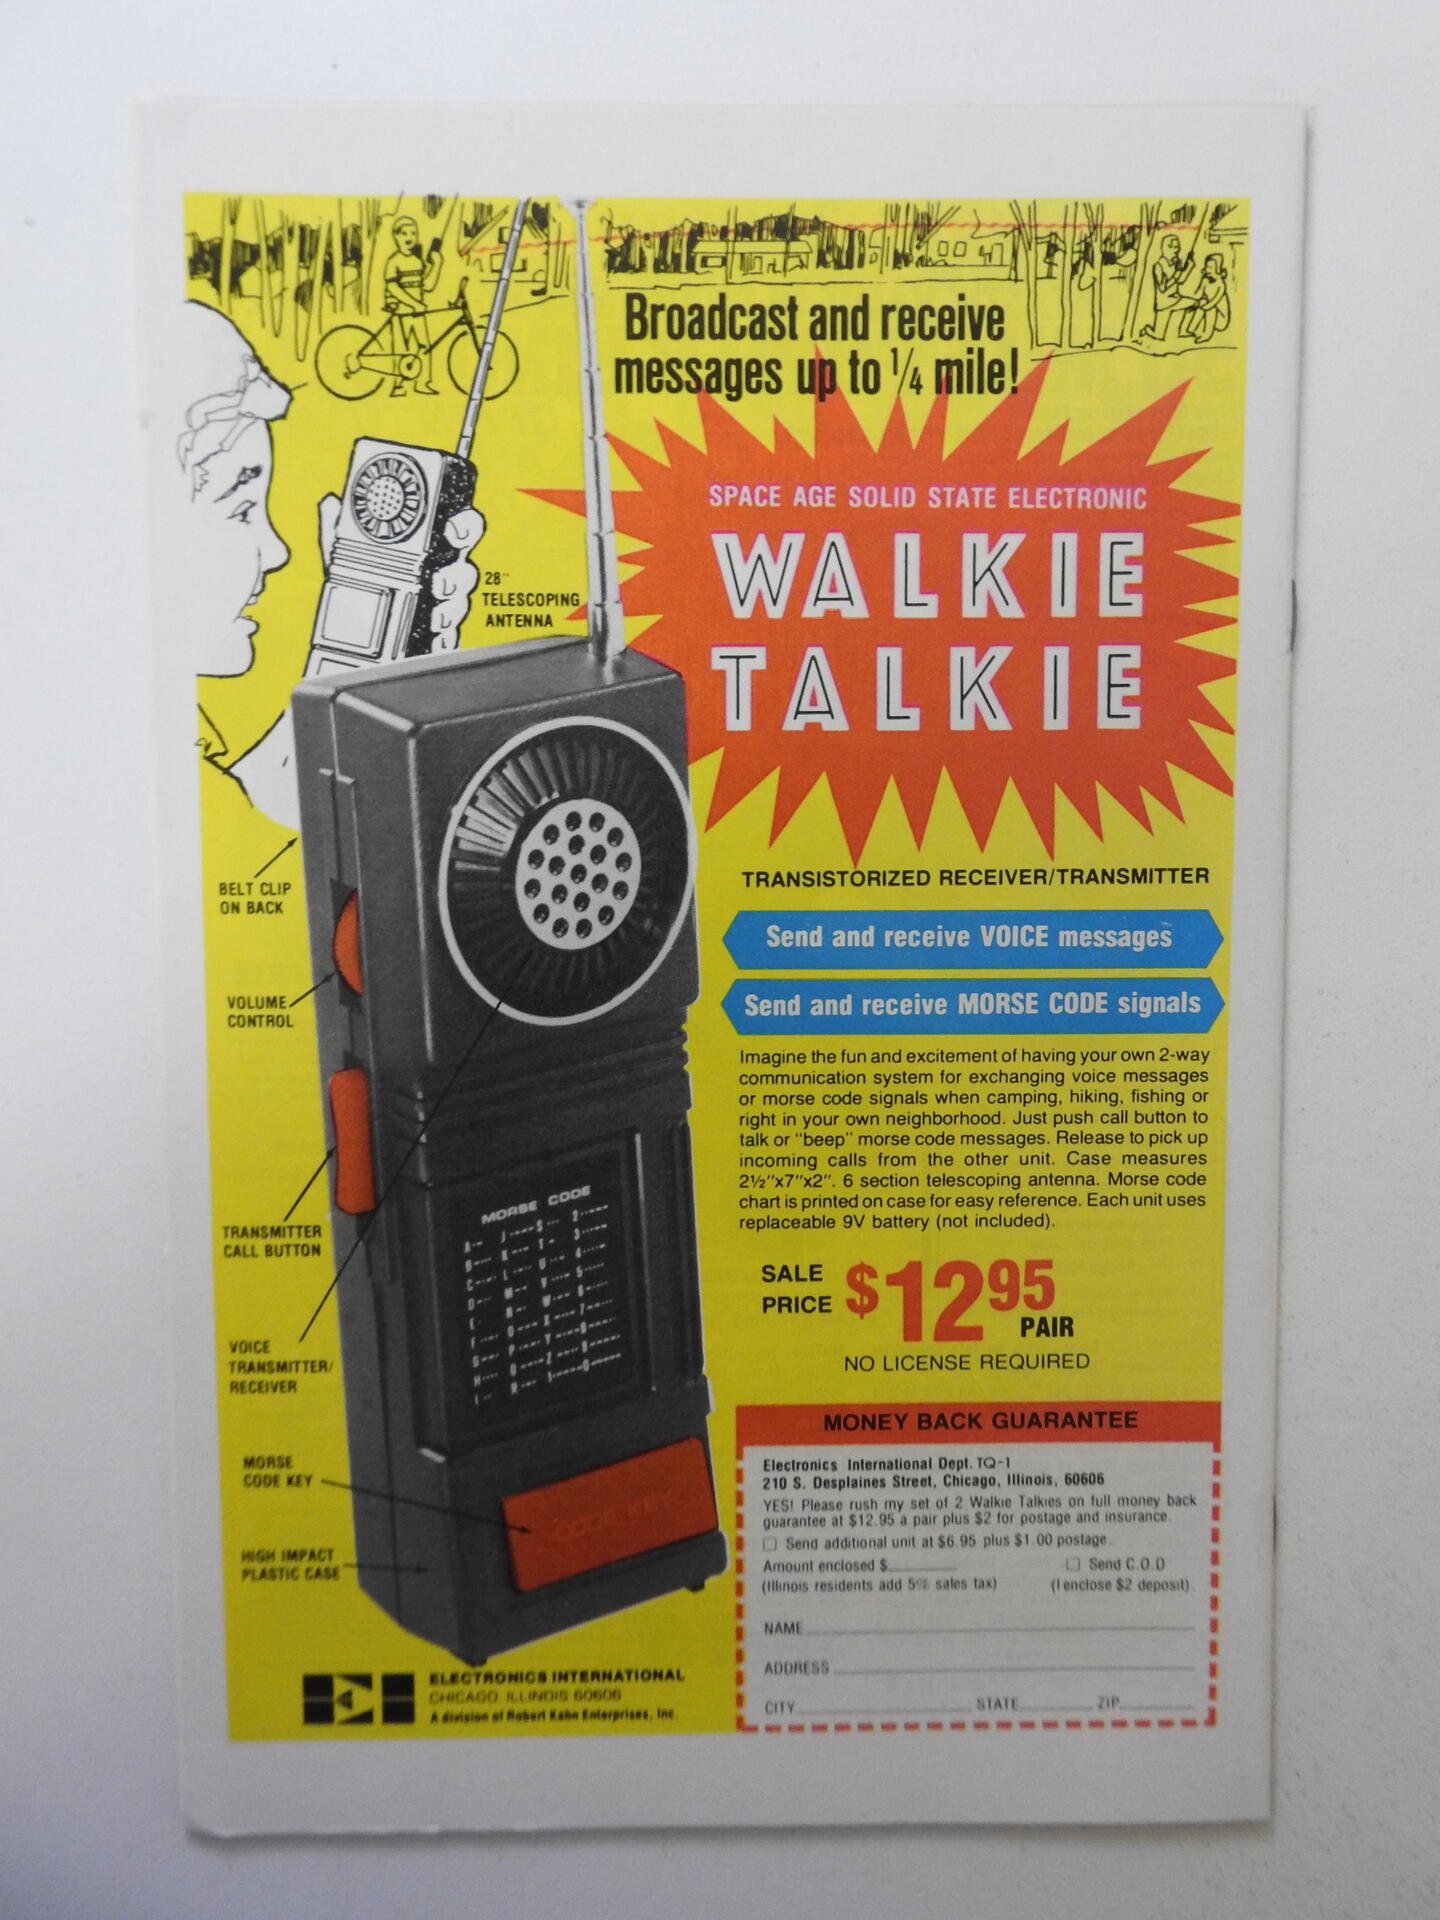 Broadcast and receive
messages up to 1/4 mile!
SPACE AGE SOLID STATE ELECTRONIC
WALKIE
TALKIE
28"
TELESCOPING
ANTENNA
BELT CLIP
ON BACK
VOLUME
CONTROL
TRANSMITTER
CALL BUTTON
VOICE
TRANSMITTER/
RECEIVER
MORSE
CODE KEY
HIGH IMPACT
PLASTIC CASE
MORSE CODE
CODE KEY
TRANSISTORIZED RECEIVER/TRANSMITTER
Send and receive VOICE messages
Send and receive MORSE CODE signals
Imagine the fun and excitement of having your own 2-way
communication system for exchanging voice messages
or morse code signals when camping, hiking, fishing or
right in your own neighborhood. Just push call button to
talk or "beep" morse code messages. Release to pick up
incoming calls from the other unit. Case measures
2½"x7"x2". 6 section telescoping antenna. Morse code
chart is printed on case for easy reference. Each unit uses
replaceable 9V battery (not included).
SALE
PRICE $12 95
PAIR
NO LICENSE REQUIRED
MONEY BACK GUARANTEE
Electronics International Dept. TQ-1
210 S. Desplaines Street, Chicago, Illinois, 60606
YES! Please rush my set of 2 Walkie Talkies on full money back
guarantee at $12.95 a pair plus $2 for postage and insurance.
☐ Send additional unit at $6.95 plus $1.00 postage.
Amount enclosed $ ☐ Send C.O.D
(Illinois residents add 5% sales tax) (I enclose $2 deposit).
NAME
ADDRESS
CITY STATE ZIP
ELECTRONICS INTERNATIONAL
CHICAGO, ILLINOIS 60606
A division of Robert Kahn Enterprises, Inc.